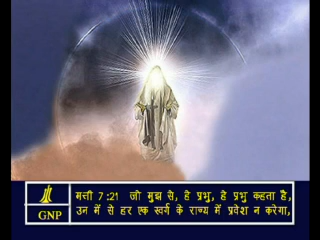 मत्ती 7:21 जो मुझ से, हे प्रभु, हे प्रभु कहता है,
उन में से हर एक स्वर्ग के राज्य में प्रवेश न करेगा,
GNP